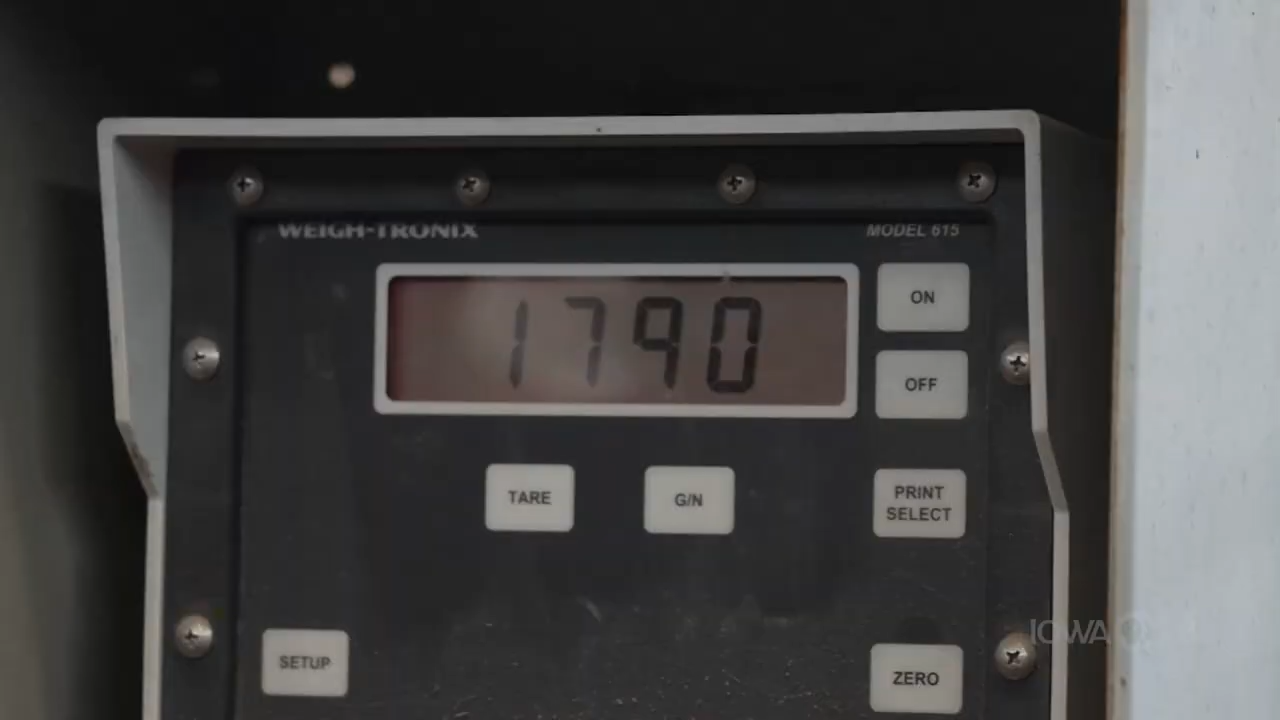 WEIGH-TRONIX
MODEL 615
1790
ON
OFF
TARE
G/N
PRINT
SELECT
SETUP
ZERO
IOWA